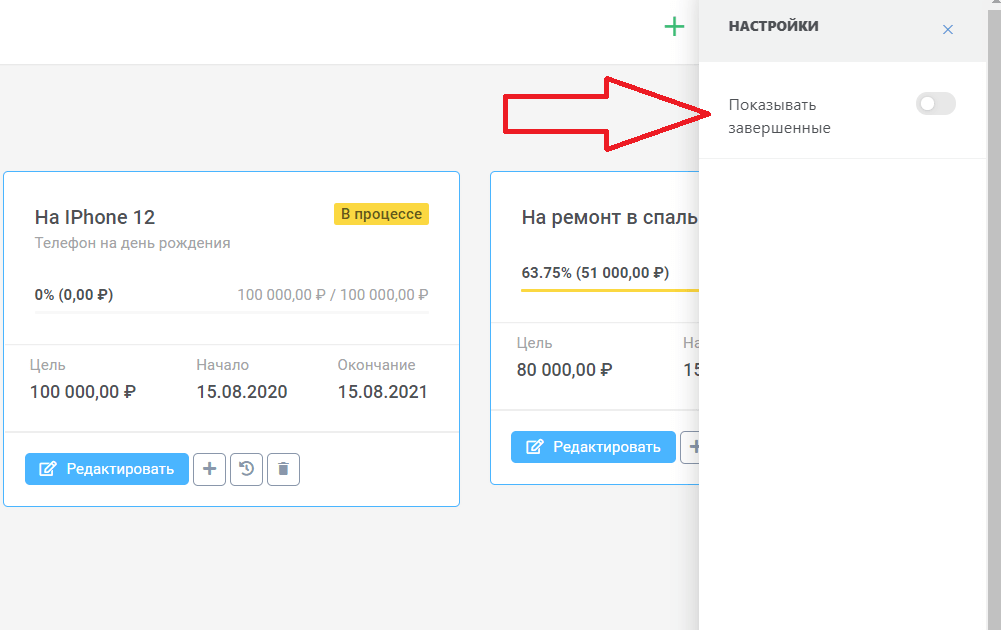 НАСТРОЙКИ
Показывать
завершенные
На IPhone 12
В процессе
Телефон на день рождения
0% (0,00 ₽)
100 000,00 ₽ / 100 000,00 ₽
Цель
Начало
Окончание
100 000,00 ₽
15.08.2020
15.08.2021
Редактировать
На ремонт в спаль
63.75% (51 000,00 ₽)
Цель
На
80 000,00 ₽
15
Редактировать